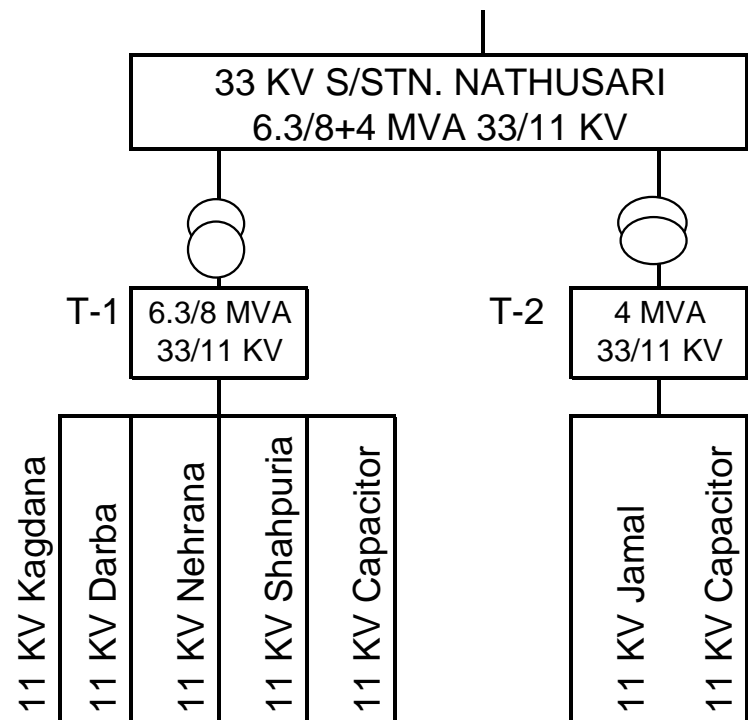 33 KV S/STN. NATHUSARI
6.3/8+4 MVA 33/11 KV
T-1
6.3/8 MVA
33/11 KV
T-2
4 MVA
33/11 KV
11 KV Kagdana
11 KV Darba
11 KV Nehrana
11 KV Shahpuria
11 KV Capacitor
11 KV Jamal
11 KV Capacitor